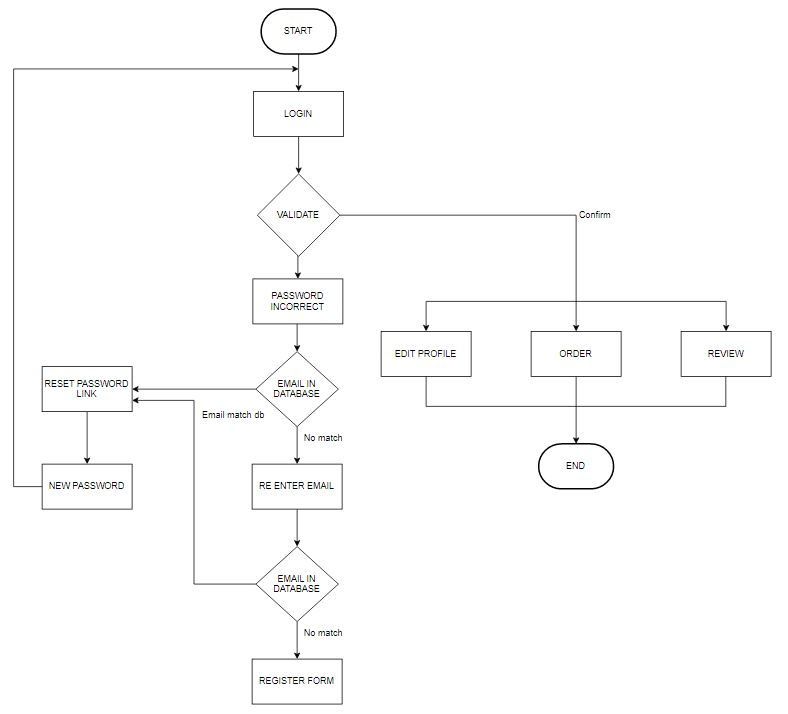 START
LOGIN
VALIDATE
Confirm
PASSWORD
INCORRECT
EDIT PROFILE
ORDER
REVIEW
RESET PASSWORD
LINK
EMAIL IN
DATABASE
Email match db
No match
NEW PASSWORD
RE ENTER EMAIL
END
EMAIL IN
DATABASE
No match
REGISTER FORM